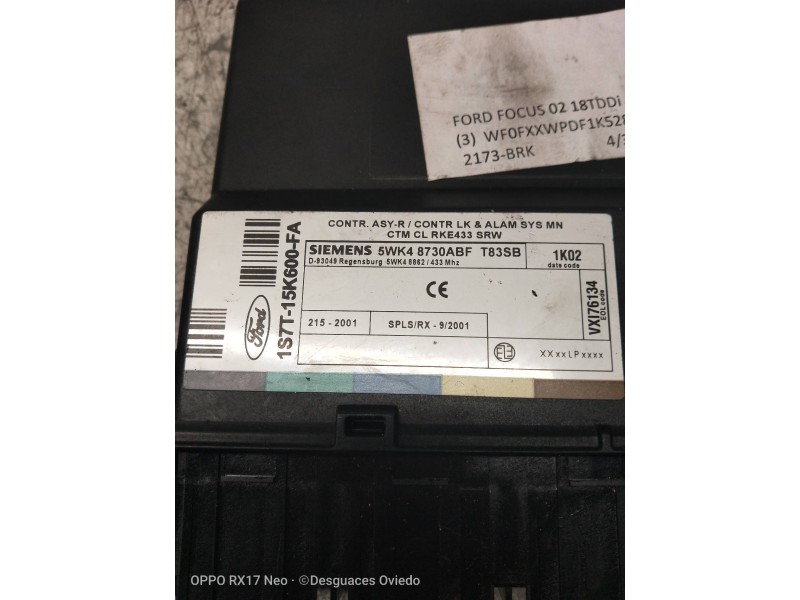 FORD FOCUS 02 18TDDi
(3) WF0FXXWPDF1K528
2173-BRK 4/
CONTR. ASY-R / CONTR LK & ALAM SYS MN
CTM CL RKE433 SRW
SIEMENS 5WK4 8730ABF T83SB
D-93049 Regensburg 5WK4 8862 / 433 Mhz
1K02
date code
CE
215 - 2001
SPLS/RX - 9/2001
XXxxLPxxxx
VXI76134
EOL code
Ford
1S7T-15K600-FA
OPPO RX17 Neo · ©Desguaces Oviedo